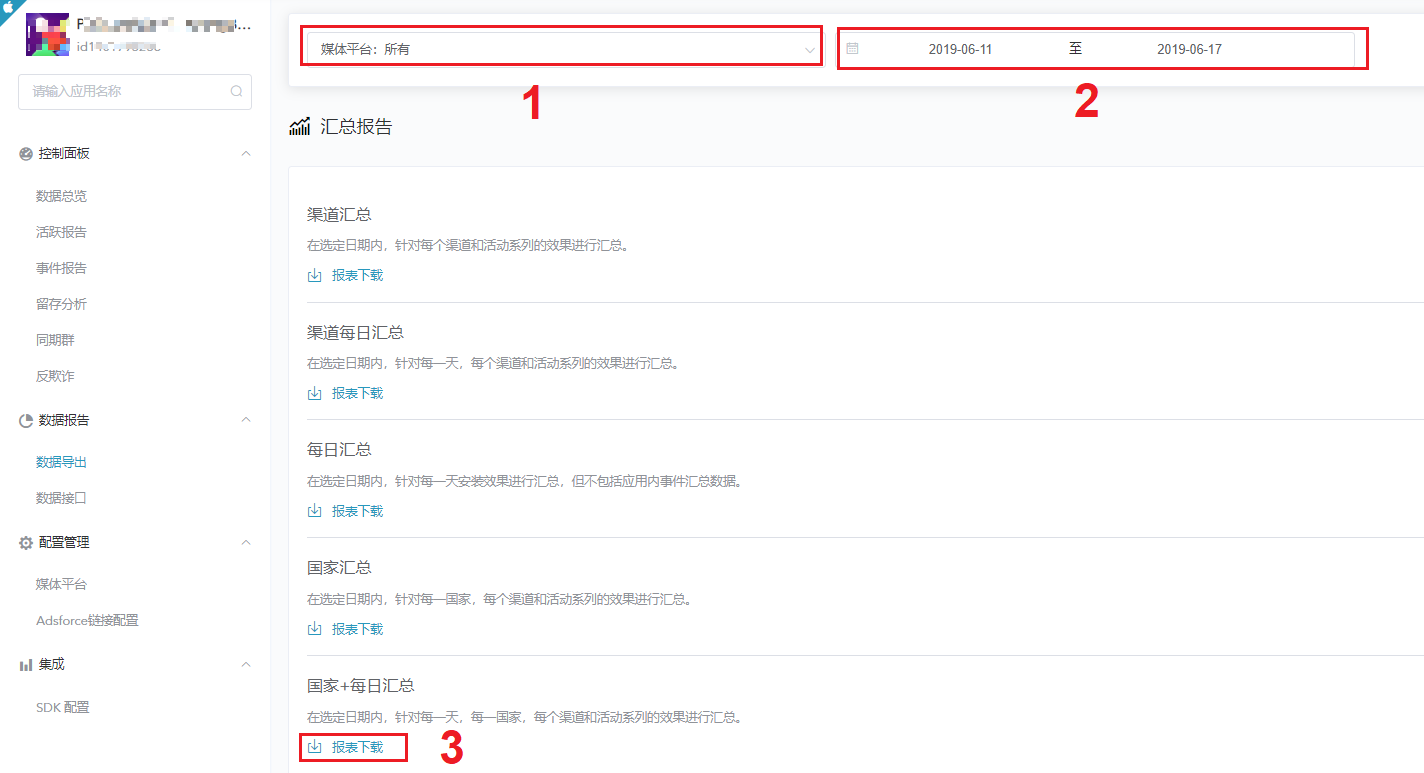 请输入应用名称
控制面板
数据总览
活跃报告
事件报告
留存分析
同期群
反欺诈
数据报告
数据导出
数据接口
配置管理
媒体平台
Adsforce链接配置
集成
SDK 配置
媒体平台：所有
2019-06-11 至 2019-06-17
1
2
汇总报告
渠道汇总
在选定日期内，针对每个渠道和活动系列的效果进行汇总。
报表下载
渠道每日汇总
在选定日期内，针对每一天，每个渠道和活动系列的效果进行汇总。
报表下载
每日汇总
在选定日期内，针对每一天安装效果进行汇总，但不包括应用内事件汇总数据。
报表下载
国家汇总
在选定日期内，针对每一国家，每个渠道和活动系列的效果进行汇总。
报表下载
国家+每日汇总
在选定日期内，针对每一天，每一国家，每个渠道和活动系列的效果进行汇总。
报表下载
3